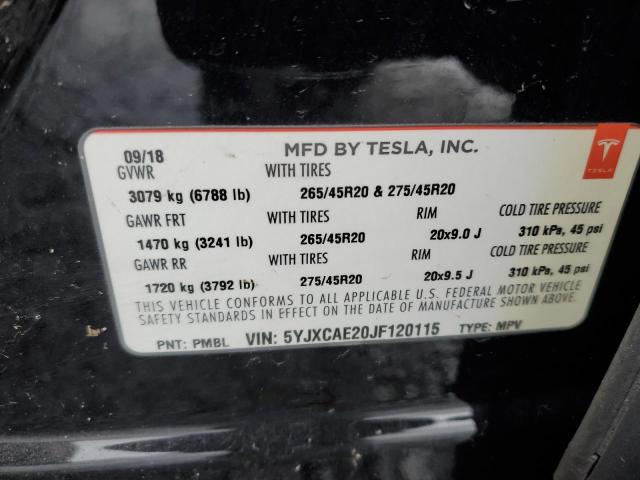 09/18 MFD BY TESLA, INC.
GVWR WITH TIRES
3079 kg (6788 lb) 265/45R20 & 275/45R20
GAWR FRT WITH TIRES RIM COLD TIRE PRESSURE
1470 kg (3241 lb) 265/45R20 20x9.0 J 310 kPa, 45 psi
GAWR RR WITH TIRES RIM COLD TIRE PRESSURE
1720 kg (3792 lb) 275/45R20 20x9.5 J 310 kPa, 45 psi
THIS VEHICLE CONFORMS TO ALL APPLICABLE U.S. FEDERAL MOTOR VEHICLE
SAFETY STANDARDS IN EFFECT ON THE DATE OF MANUFACTURE SHOWN ABOVE.
PNT: PMBL VIN: 5YJXCAE20JF120115 TYPE: MPV
TESLA